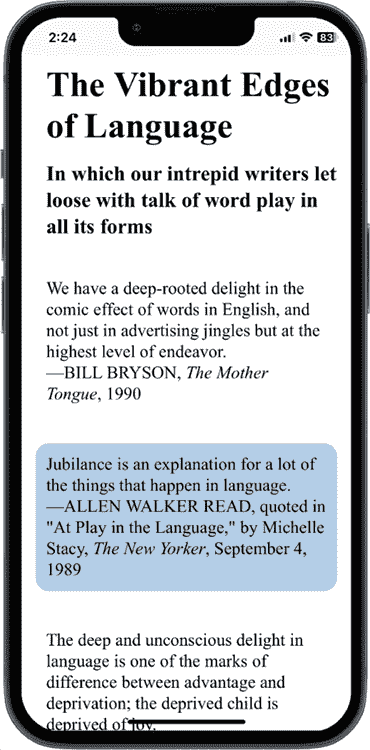 2:24
83
The Vibrant Edges
of Language
In which our intrepid writers let
loose with talk of word play in
all its forms
We have a deep-rooted delight in the
comic effect of words in English, and
not just in advertising jingles but at the
highest level of endeavor.
—BILL BRYSON, The Mother
Tongue, 1990
Jubilance is an explanation for a lot of
the things that happen in language.
—ALLEN WALKER READ, quoted in
"At Play in the Language," by Michelle
Stacy, The New Yorker, September 4,
1989
The deep and unconscious delight in
language is one of the marks of
difference between advantage and
deprivation; the deprived child is
deprived of joy.